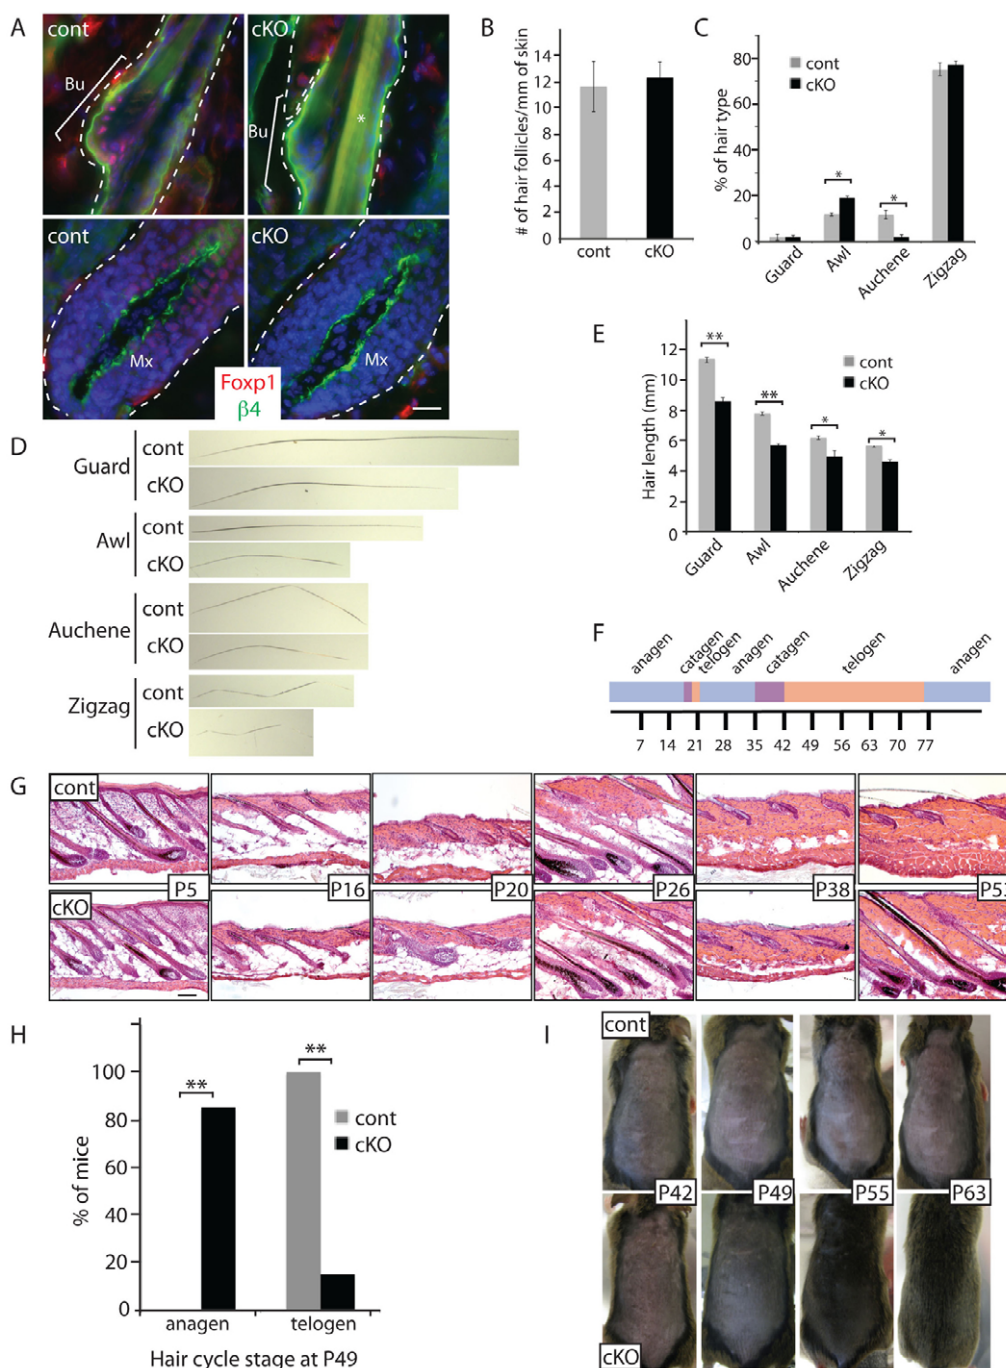 A
cont
cKO
Bu
Bu
*
cont
cKO
Mx
Mx
Foxp1
β4
B
# of hair follicles/mm of skin
14
12
10
8
6
4
2
0
cont
cKO
C
% of hair type
80
60
40
20
0
cont
cKO
*
*
Guard
Awl
Auchene
Zigzag
D
Guard
cont
cKO
Awl
cont
cKO
Auchene
cont
cKO
Zigzag
cont
cKO
E
Hair length (mm)
12
10
8
6
4
2
0
cont
cKO
**
**
*
*
Guard
Awl
Auchene
Zigzag
F
anagen
catagen
telogen
anagen
catagen
telogen
anagen
7 14 21 28 35 42 49 56 63 70 77
G
cont
cKO
P5
P16
P20
P26
P38
P53
H
% of mice
100
80
60
40
20
0
**
**
cont
cKO
anagen
telogen
Hair cycle stage at P49
I
cont
P42
P49
P55
P63
cKO